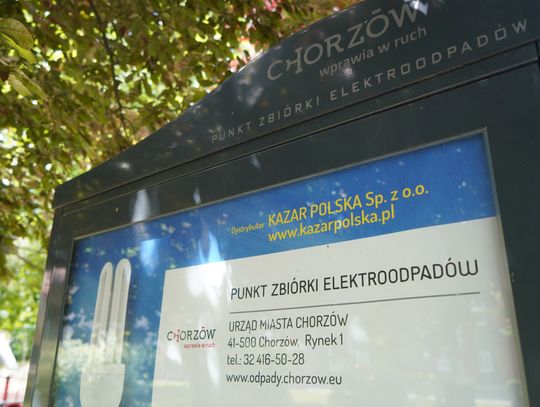 CHORZÓW
wprawia w ruch
PUNKT ZBIÓRKI ELEKTROODPADÓW
Dystrybutor KAZAR POLSKA Sp. z o.o.
www.kazarpolska.pl
PUNKT ZBIÓRKI ELEKTROODPADÓW
CHORZÓW
wprawia w ruch
URZĄD MIASTA CHORZÓW
41-500 Chorzów, Rynek 1
tel.: 32 416-50-28
www.odpady.chorzow.eu